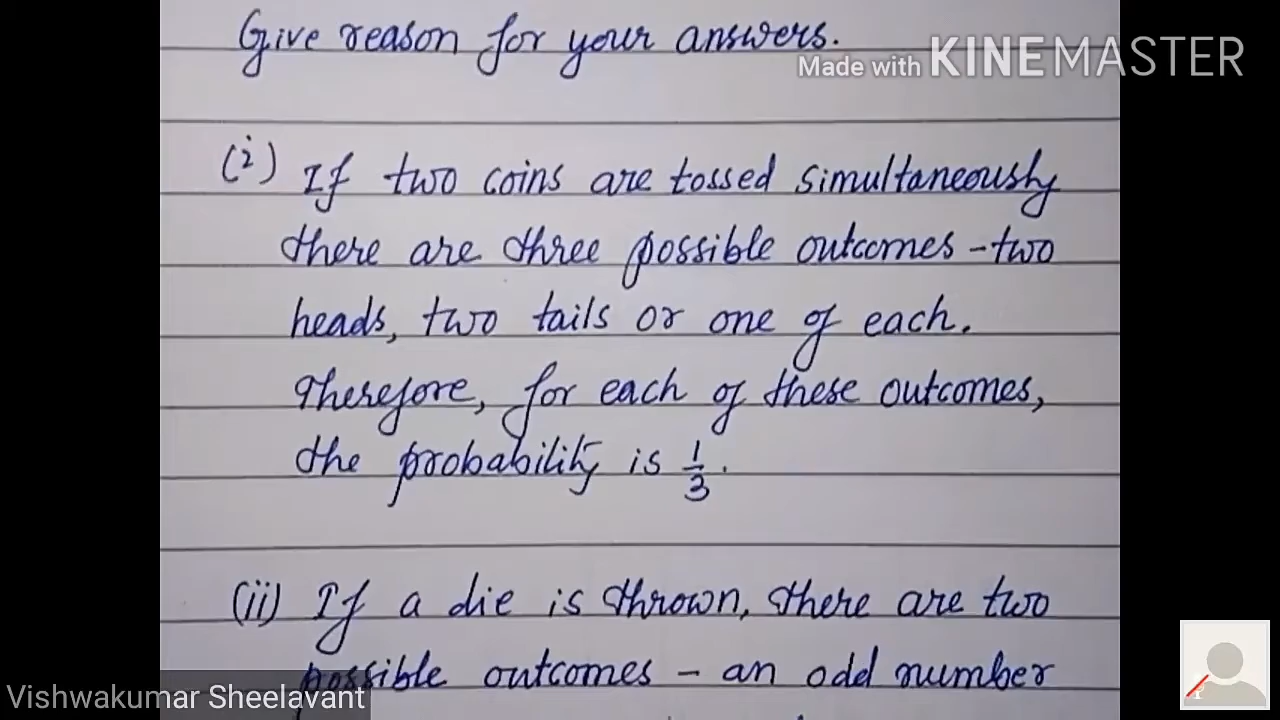 Give reason for your answers.
Made with KINEMASTER
(i) If two coins are tossed simultaneously
there are three possible outcomes - two
heads, two tails or one of each.
Therefore, for each of these outcomes,
the probability is 1/3.
(ii) If a die is thrown, there are two
possible outcomes - an odd number
Vishwakumar Sheelavant